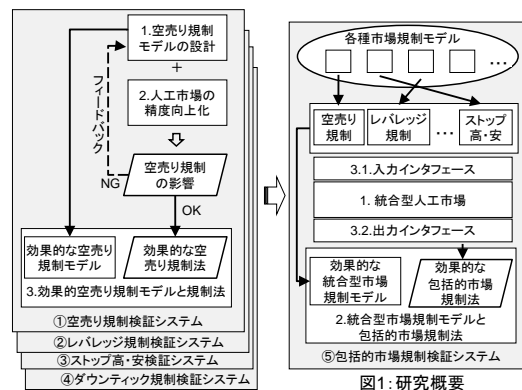 1.空売り規制
モデルの設計
+
2.人工市場の
精度向上化
フィードバック
空売り規制
の影響
NG
OK
効果的な空売り
規制モデル
効果的な空
売り規制法
3.効果的空売り規制モデルと規制法
①空売り規制検証システム
②レバレッジ規制検証システム
③ストップ高・安検証システム
④ダウンティック規制検証システム
各種市場規制モデル
…
空売り
規制
レバレッジ
規制
…
ストップ
高・安
3.1.入力インタフェース
1. 統合型人工市場
3.2.出力インタフェース
効果的な
統合型市場
規制モデル
効果的な
包括的市場
規制法
2.統合型市場規制モデルと
包括的市場規制法
⑤包括的市場規制検証システム
図1:研究概要